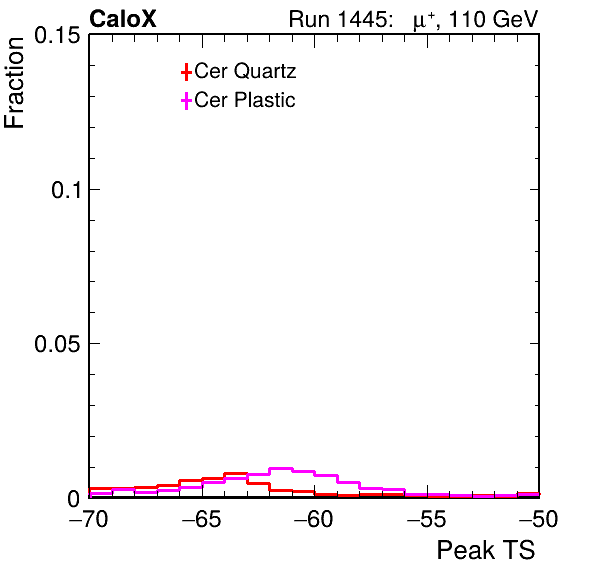 CaloX Run 1445: μ⁺, 110 GeV
Fraction
0.15
Cer Quartz
Cer Plastic
0.1
0.05
0
−70 −65 −60 −55 −50
Peak TS